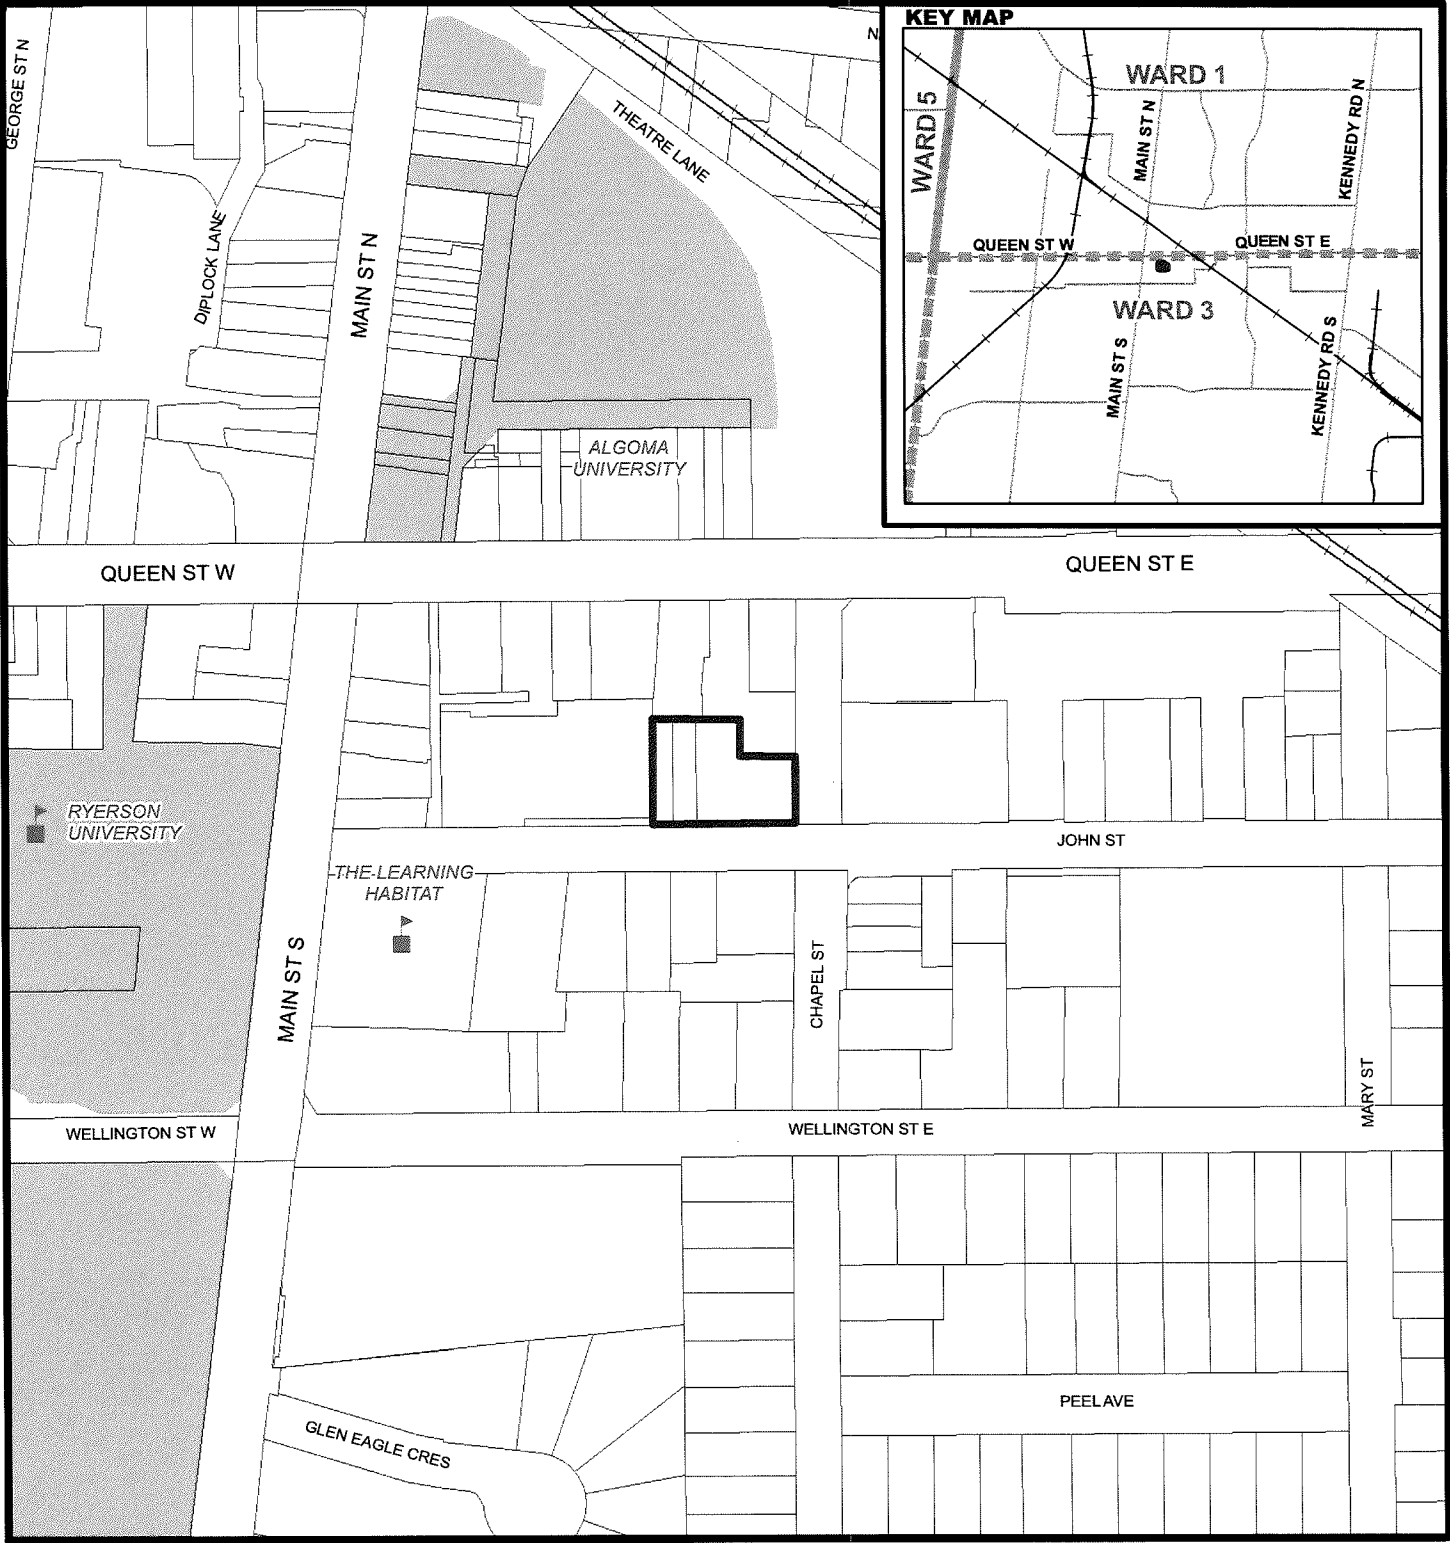 KEY MAP
WARD 1
WARD 5
MAIN ST N
KENNEDY RD N
QUEEN ST W
QUEEN ST E
WARD 3
MAIN ST S
KENNEDY RD S
GEORGE ST N
THEATRE LANE
DIPLOCK LANE
MAIN ST N
ALGOMA
UNIVERSITY
QUEEN ST W
QUEEN ST E
RYERSON
UNIVERSITY
JOHN ST
THE LEARNING
HABITAT
MAIN ST S
CHAPEL ST
MARY ST
WELLINGTON ST W
WELLINGTON ST E
PEEL AVE
GLEN EAGLE CRES